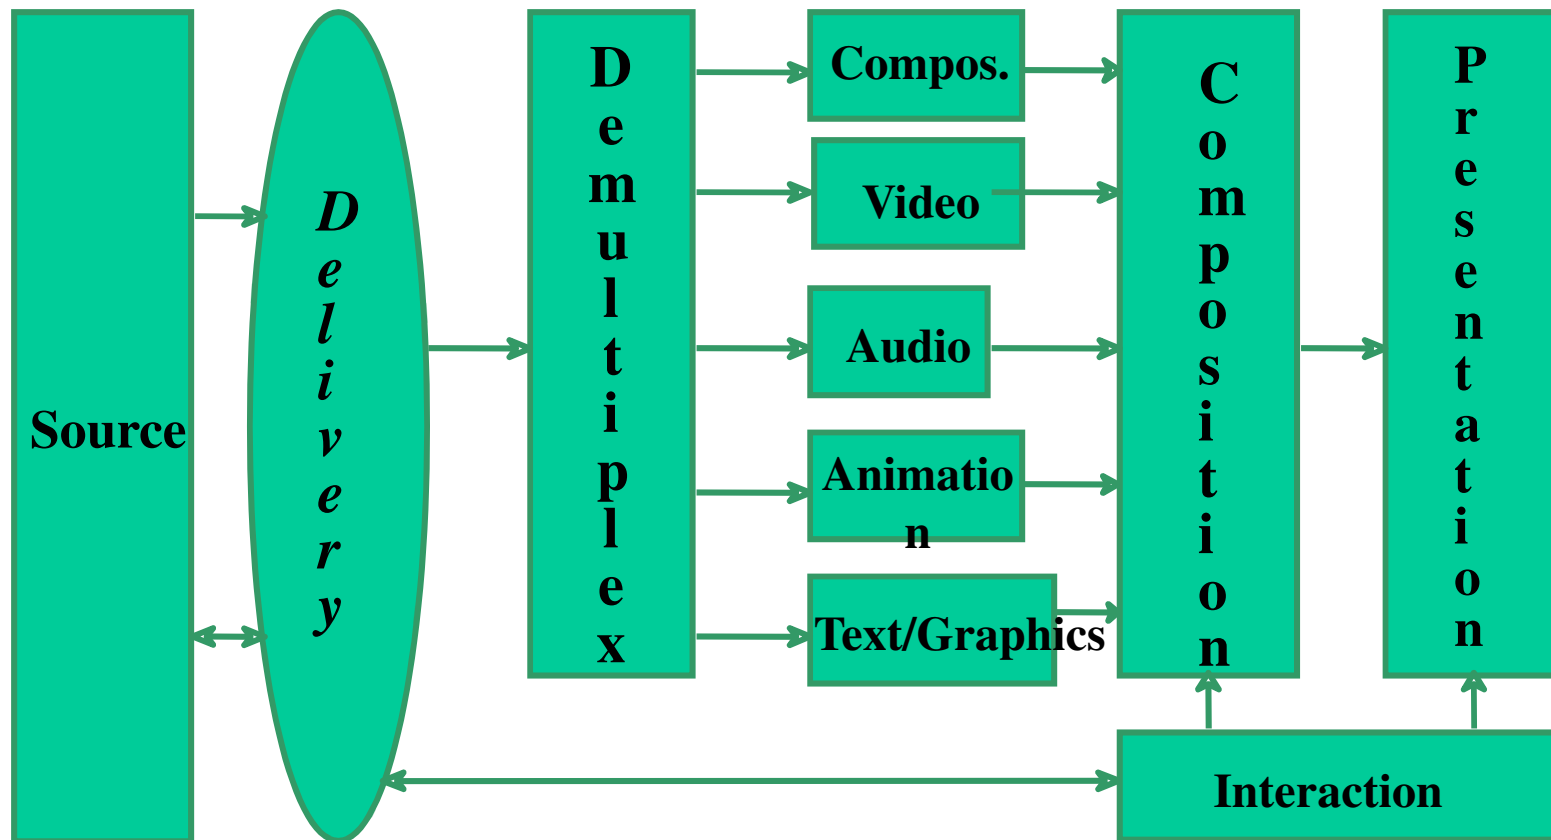 Source
Delivery
Demultiplex
Compos.
Video
Audio
Animatio
n
Text/Graphics
Composition
Presentation
Interaction